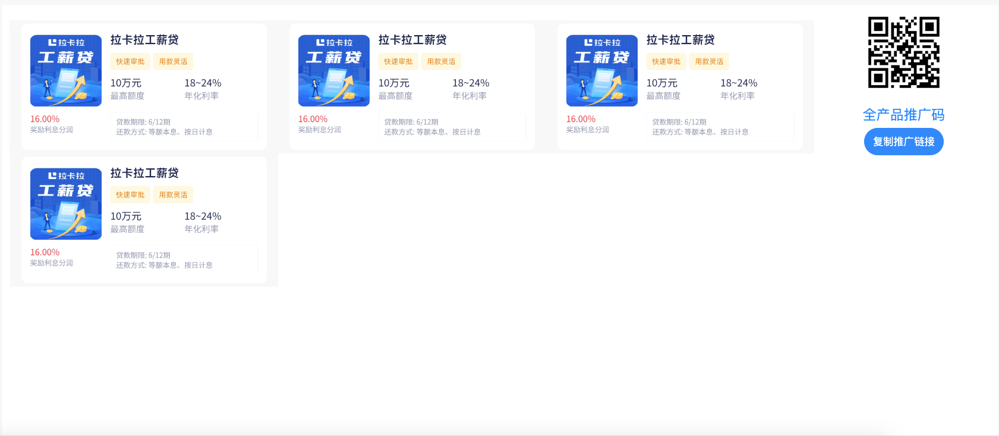 拉卡拉
工薪贷
拉卡拉工薪贷
快速审批 用款灵活
10万元 18~24%
最高额度 年化利率
16.00%
奖励利息分润
贷款期限: 6/12期
还款方式: 等额本息、按日计息
拉卡拉
工薪贷
拉卡拉工薪贷
快速审批 用款灵活
10万元 18~24%
最高额度 年化利率
16.00%
奖励利息分润
贷款期限: 6/12期
还款方式: 等额本息、按日计息
拉卡拉
工薪贷
拉卡拉工薪贷
快速审批 用款灵活
10万元 18~24%
最高额度 年化利率
16.00%
奖励利息分润
贷款期限: 6/12期
还款方式: 等额本息、按日计息
全产品推广码
复制推广链接
拉卡拉
工薪贷
拉卡拉工薪贷
快速审批 用款灵活
10万元 18~24%
最高额度 年化利率
16.00%
奖励利息分润
贷款期限: 6/12期
还款方式: 等额本息、按日计息